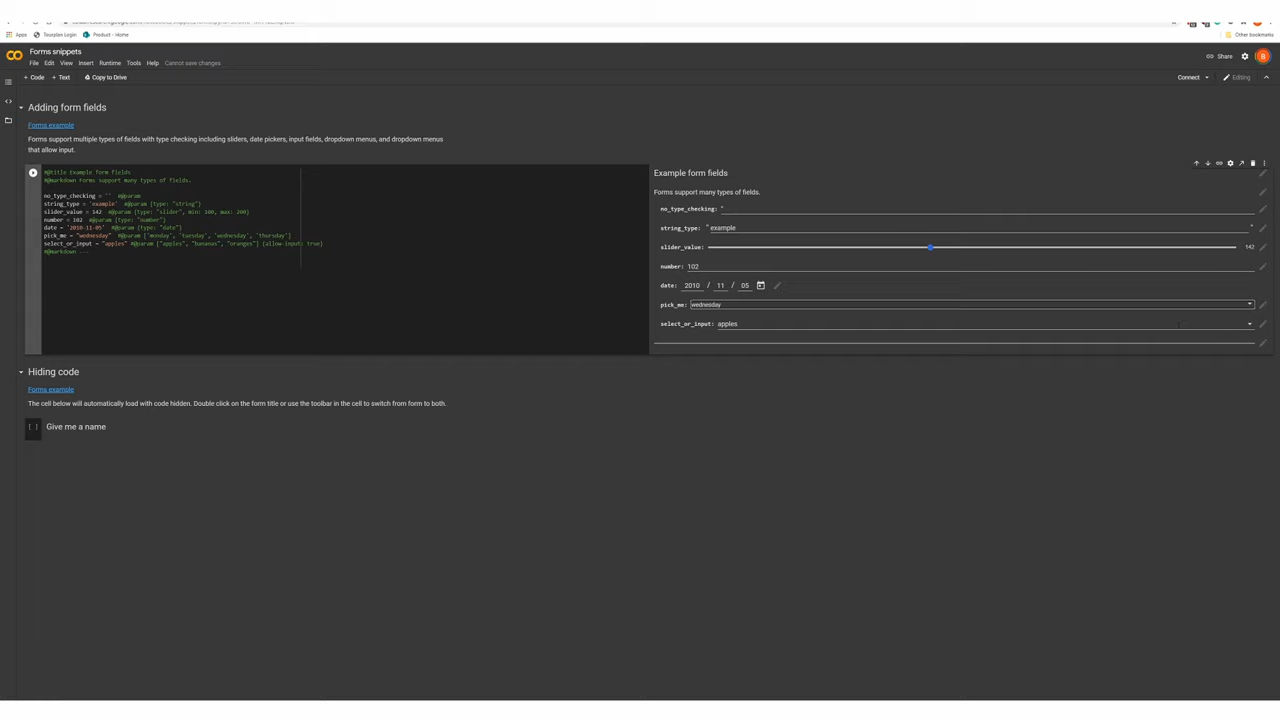 Apps Tourplan Login Product - Home Other bookmarks
Forms snippets
File Edit View Insert Runtime Tools Help Cannot save changes
Share B
+ Code + Text Copy to Drive
Connect Editing
Adding form fields
Forms example
Forms support multiple types of fields with type checking including sliders, date pickers, input fields, dropdown menus, and dropdown menus
that allow input.
#@title Example form fields
#@markdown Forms support many types of fields.
no_type_checking = '' #@param
string_type = 'example' #@param {type: "string"}
slider_value = 142 #@param {type: "slider", min: 100, max: 200}
number = 102 #@param {type: "number"}
date = '2010-11-05' #@param {type: "date"}
pick_me = "wednesday" #@param ['monday', 'tuesday', 'wednesday', 'thursday']
select_or_input = "apples" #@param ["apples", "bananas", "oranges"] {allow-input: true}
#@markdown ---
Example form fields
Forms support many types of fields.
no_type_checking: "
string_type: " example "
slider_value: 142
number: 102
date: 2010 / 11 / 05
pick_me: wednesday
select_or_input: apples
Hiding code
Forms example
The cell below will automatically load with code hidden. Double click on the form title or use the toolbar in the cell to switch from form to both.
[ ] Give me a name